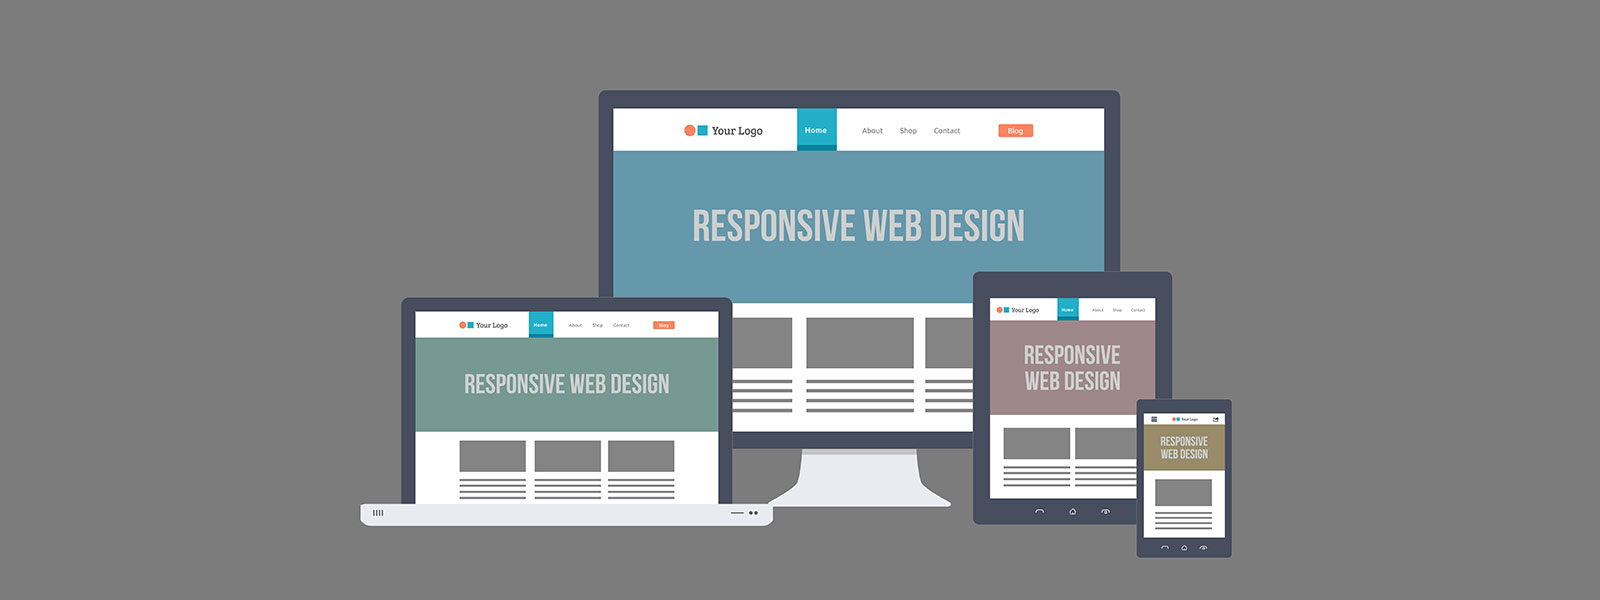 Your Logo Home About Shop Contact Blog
RESPONSIVE WEB DESIGN
Your Logo Home About Shop Contact Blog
RESPONSIVE WEB DESIGN
Your Logo Home About Shop Contact
RESPONSIVE
WEB DESIGN
Your Logo
RESPONSIVE
WEB DESIGN